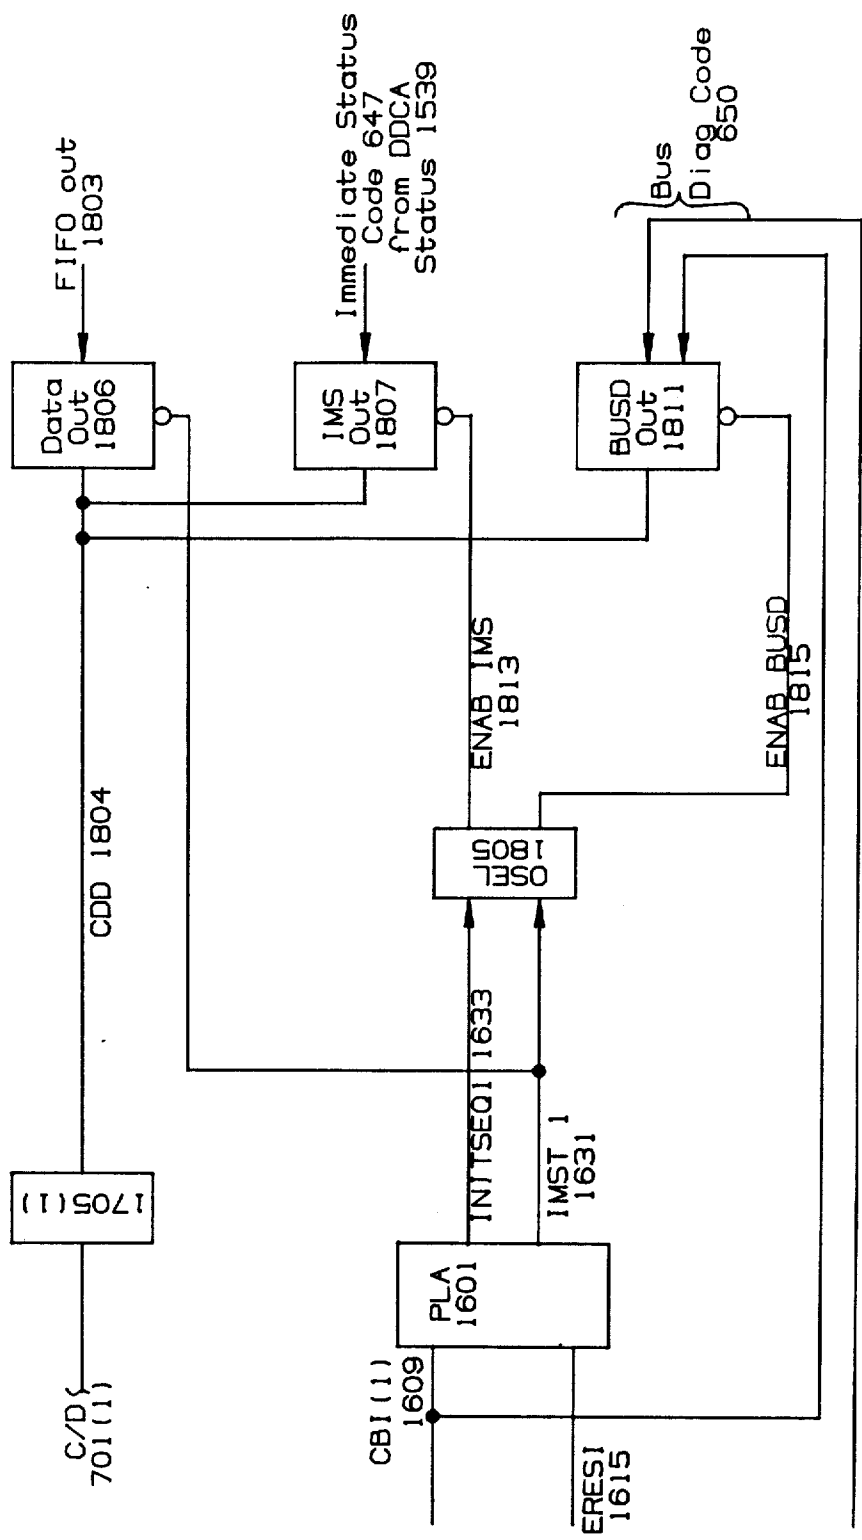 FIFO out
1803
Data
Out
1806
CDD 1804
1705(1)
C/D
701(1)
Immediate Status
Code 647
from DDCA
Status 1539
IMS
Out
1807
ENAB IMS
1813
OSEL
1805
INITSEQ1 1633
IMST 1
1631
PLA
1601
CBI(1)
1609
ERESI
1615
Bus
Diag Code
650
BUSD
Out
1811
ENAB BUSD
1815